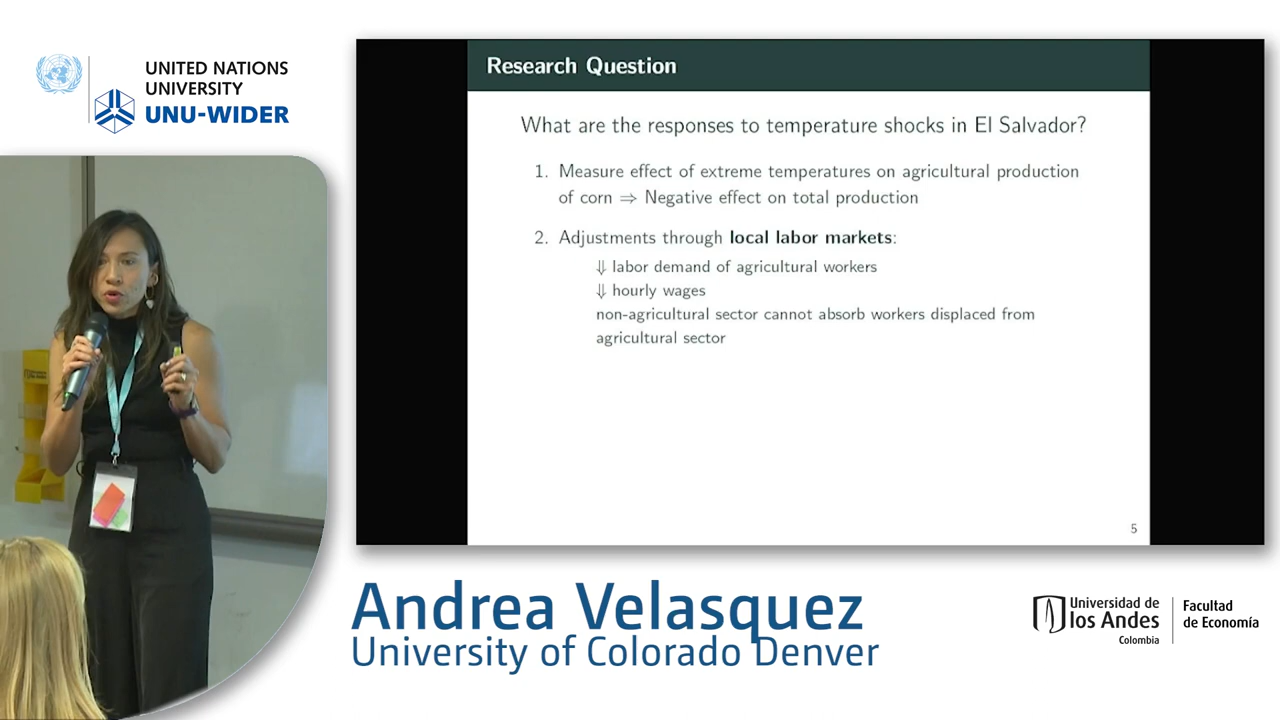 UNITED NATIONS
UNIVERSITY
UNU-WIDER
Research Question
What are the responses to temperature shocks in El Salvador?
1. Measure effect of extreme temperatures on agricultural production
of corn ⇒ Negative effect on total production
2. Adjustments through local labor markets:
⇓ labor demand of agricultural workers
⇓ hourly wages
non-agricultural sector cannot absorb workers displaced from
agricultural sector
5
Andrea Velasquez
University of Colorado Denver
Universidad de
los Andes
Colombia
Facultad
de Economía